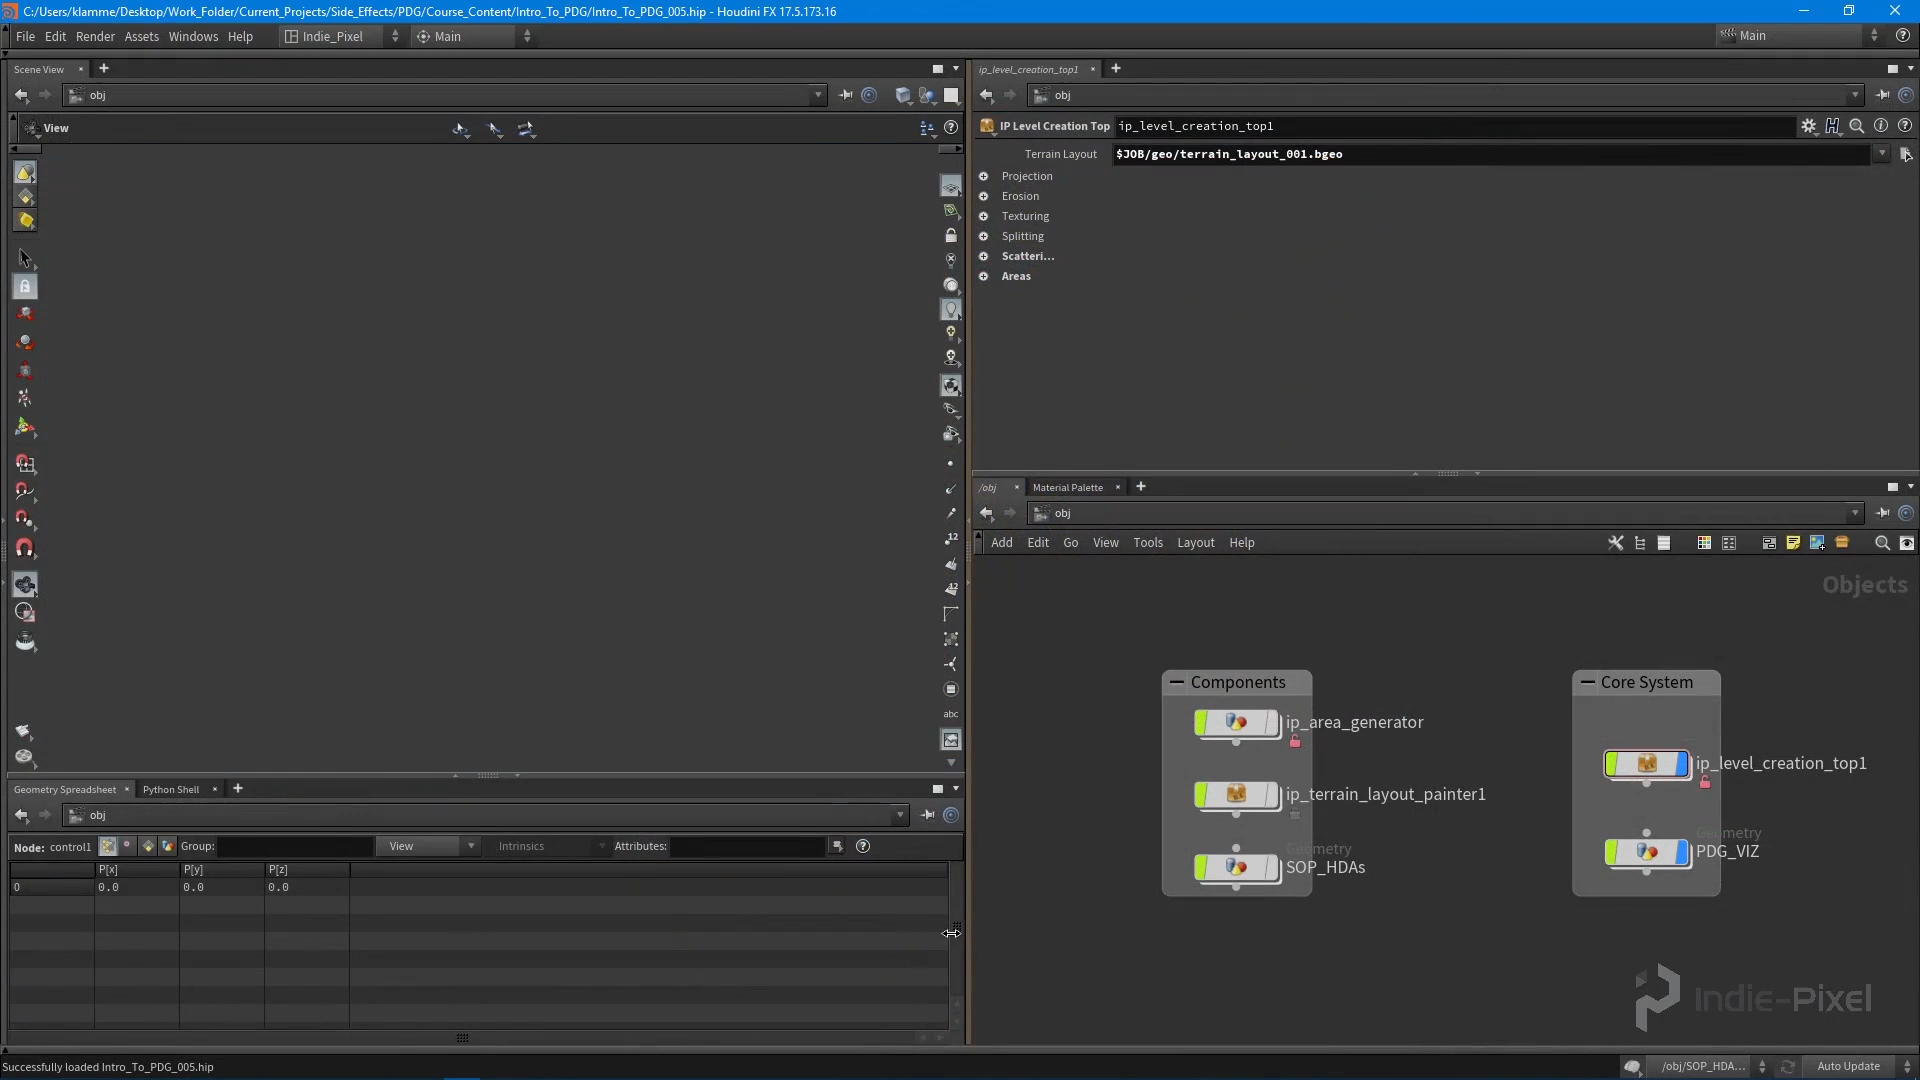 C:/Users/klamme/Desktop/Work_Folder/Current_Projects/Side_Effects/PDG/Course_Content/Intro_To_PDG/Intro_To_PDG_005.hip - Houdini FX 17.5.173.16
File Edit Render Assets Windows Help Indie_Pixel Main Main
Scene View
obj
View
12
12
abc
ip_level_creation_top1
obj
IP Level Creation Top ip_level_creation_top1
Terrain Layout $JOB/geo/terrain_layout_001.bgeo
Projection
Erosion
Texturing
Splitting
Scatteri...
Areas
/obj Material Palette
obj
Add Edit Go View Tools Layout Help
Objects
Components
ip_area_generator
ip_terrain_layout_painter1
Geometry
SOP_HDAs
Core System
ip_level_creation_top1
Geometry
PDG_VIZ
Indie-Pixel
Geometry Spreadsheet Python Shell
obj
Node: control1 Group: View Intrinsics Attributes:
P[x] P[y] P[z]
0 0.0 0.0 0.0
Successfully loaded Intro_To_PDG_005.hip
/obj/SOP_HDA... Auto Update